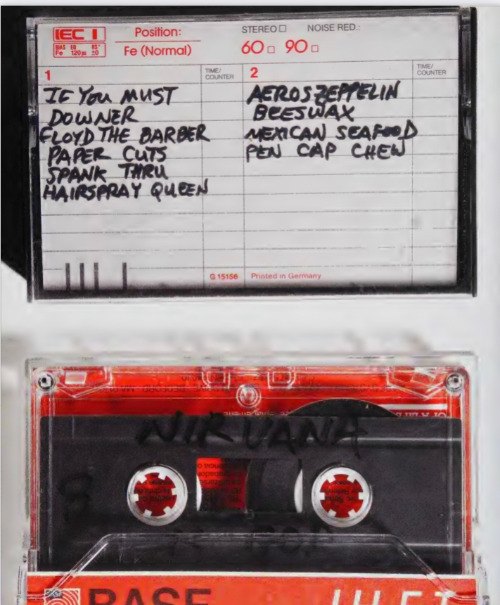 IEC I
Position:
Fe (Normal)
STEREO
NOISE RED.:
60
90
1
TIME/
COUNTER
2
TIME/
COUNTER
IF YOU MUST
DOWNER
FLOYD THE BARBER
PAPER CUTS
SPANK THRU
HAIRSPRAY QUEEN
AEROSZEPPELIN
BEESWAX
MEXICAN SEAFOOD
PEN CAP CHEW
G 15156
Printed in Germany
NIRVANA
BASF